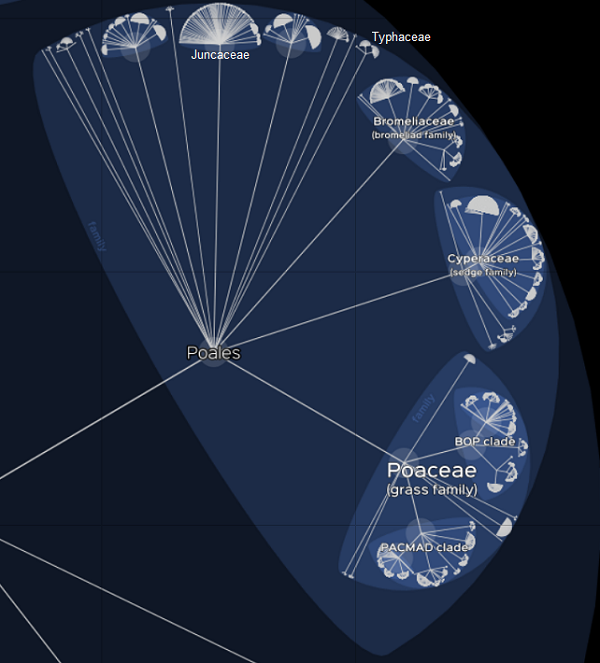 Typhaceae
Juncaceae
Bromeliaceae
(bromeliad family)
family
Cyperaceae
(sedge family)
Poales
family
BOP clade
Poaceae
(grass family)
PACMAD clade